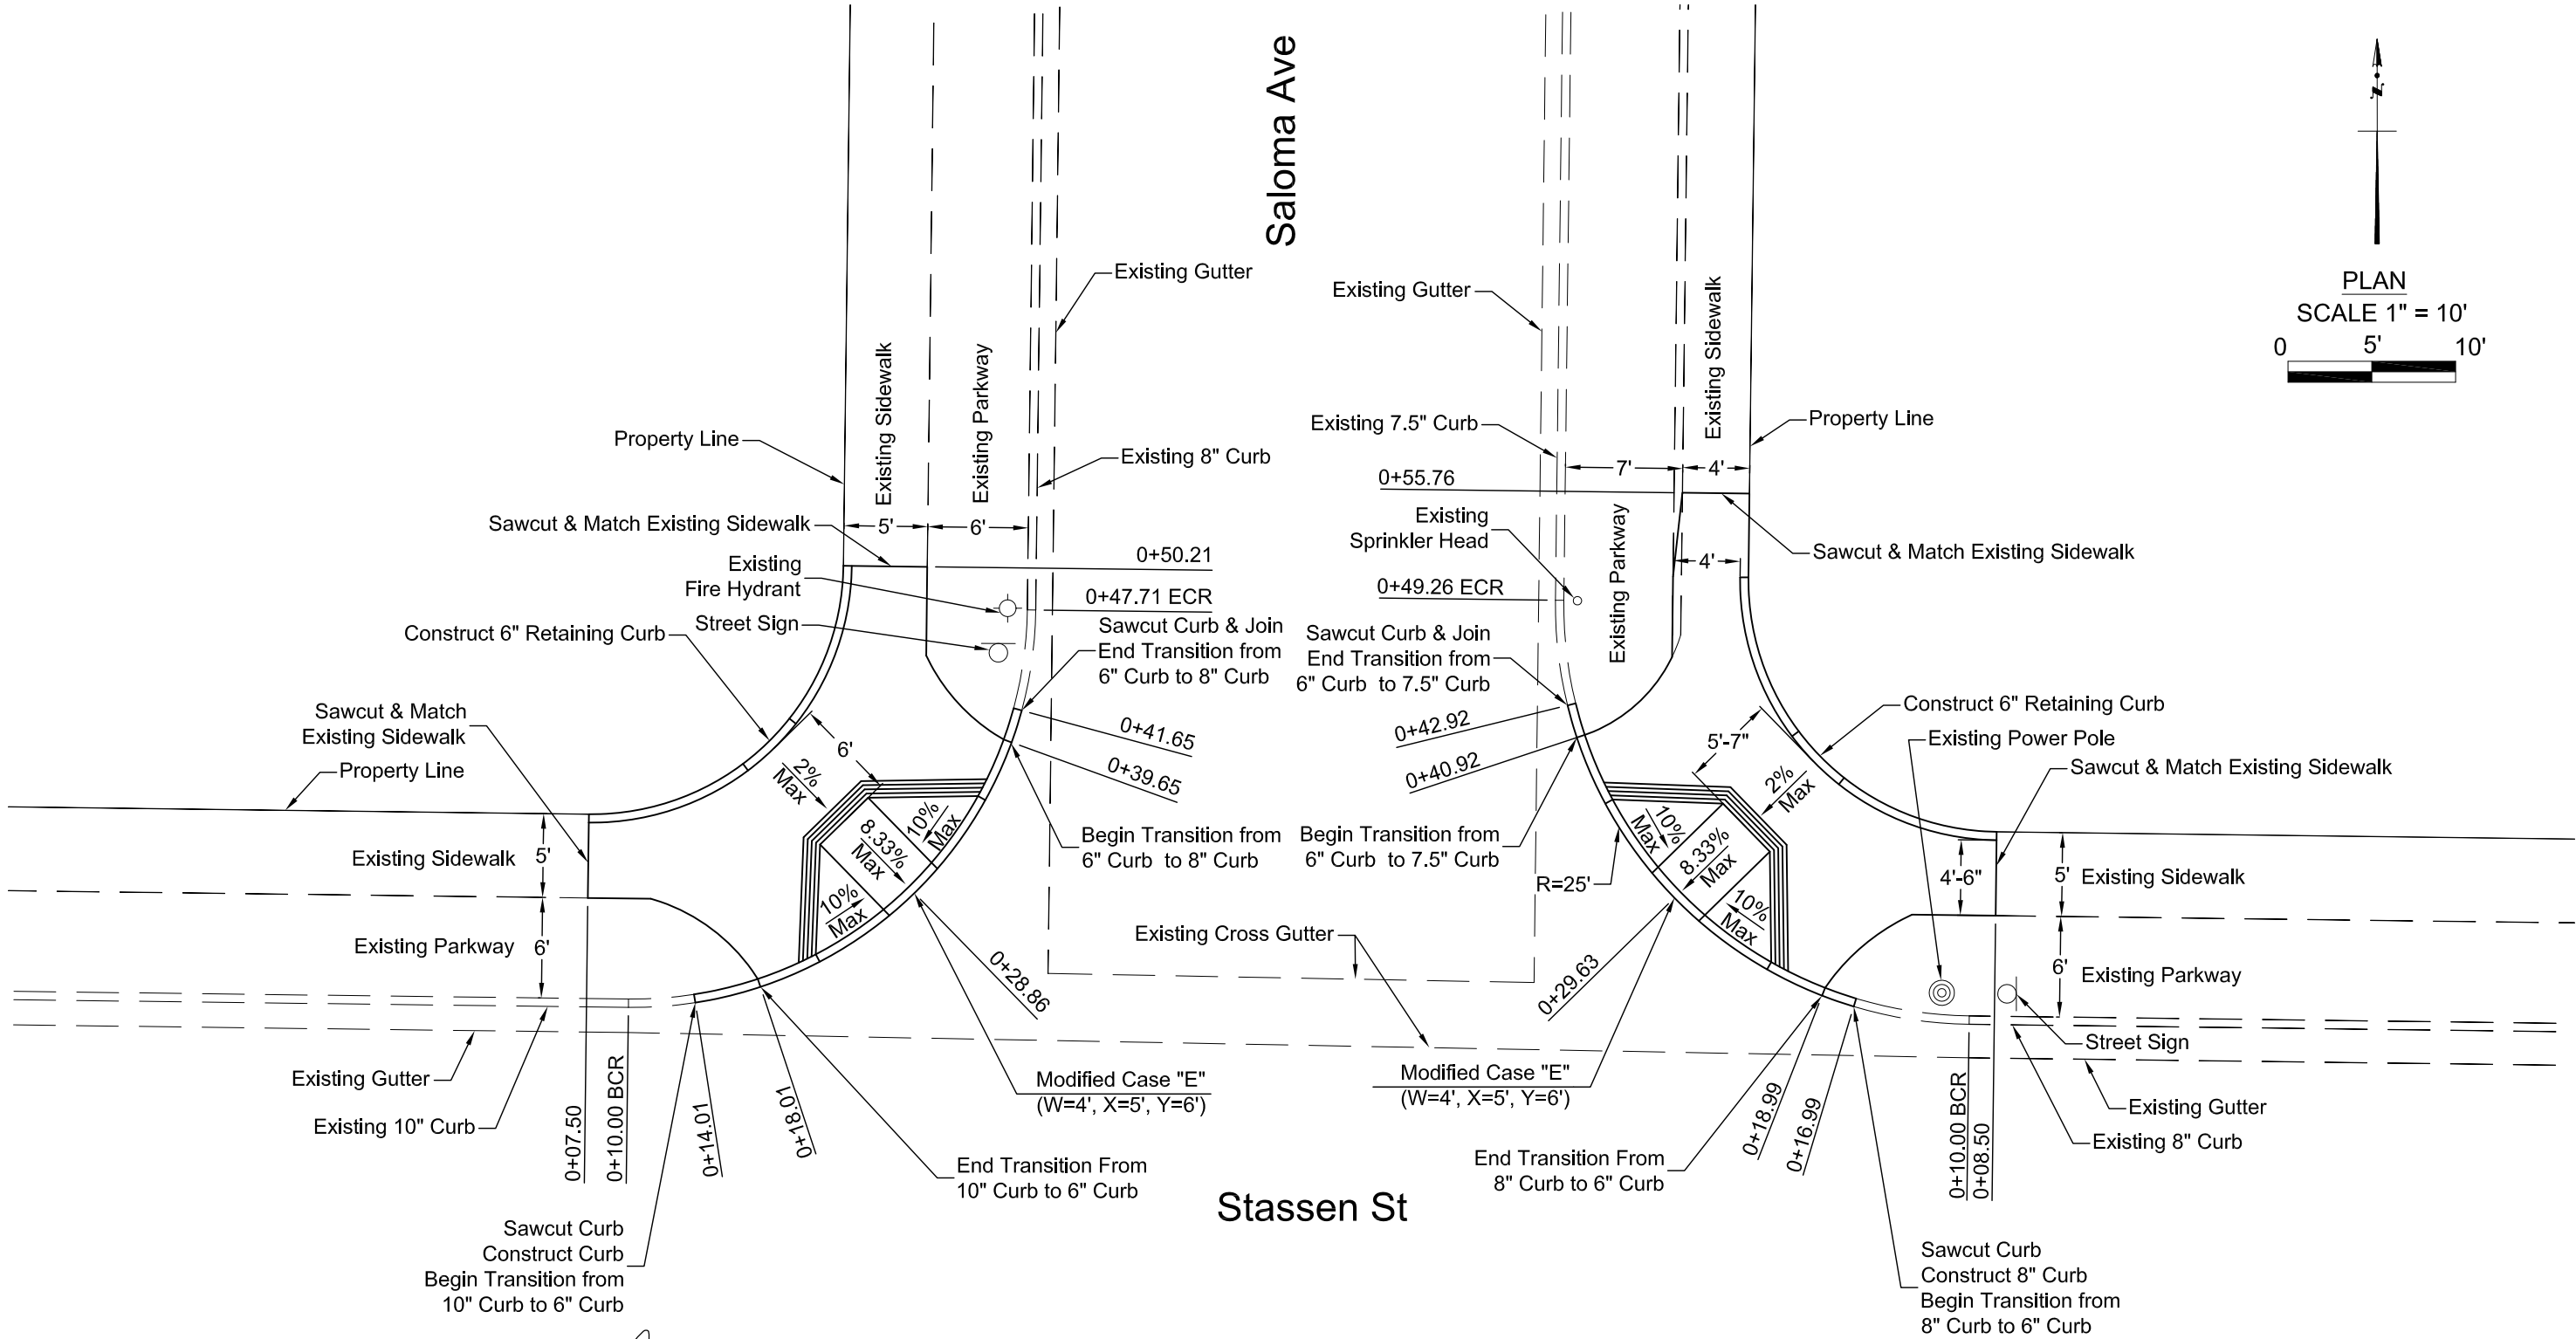 Saloma Ave
N
PLAN
SCALE 1" = 10'
0 5' 10'
Existing Gutter
Existing Sidewalk
Existing Parkway
Property Line
Existing 8" Curb
5'
6'
Sawcut & Match Existing Sidewalk
0+50.21
Existing
Fire Hydrant
0+47.71 ECR
Street Sign
Construct 6" Retaining Curb
Sawcut Curb & Join
End Transition from
6" Curb to 8" Curb
0+41.65
0+39.65
Begin Transition from
6" Curb to 8" Curb
Sawcut & Match
Existing Sidewalk
Property Line
6'
2%
Max
10%
Max
8.33%
Max
10%
Max
Existing Sidewalk
5'
Existing Parkway
6'
Existing Gutter
Existing 10" Curb
0+07.50
0+10.00 BCR
0+14.01
0+18.01
0+28.86
Modified Case "E"
(W=4', X=5', Y=6')
End Transition From
10" Curb to 6" Curb
Sawcut Curb
Construct Curb
Begin Transition from
10" Curb to 6" Curb
Existing Gutter
Existing Sidewalk
Existing 7.5" Curb
Property Line
7'
4'
0+55.76
Existing
Sprinkler Head
Existing Parkway
Sawcut & Match Existing Sidewalk
4'
0+49.26 ECR
Sawcut Curb & Join
End Transition from
6" Curb to 7.5" Curb
0+42.92
0+40.92
Begin Transition from
6" Curb to 7.5" Curb
R=25'
5'-7"
2%
Max
10%
Max
8.33%
Max
10%
Max
Construct 6" Retaining Curb
Existing Power Pole
Sawcut & Match Existing Sidewalk
4'-6"
5'
Existing Sidewalk
6'
Existing Parkway
Street Sign
Existing Gutter
Existing 8" Curb
Existing Cross Gutter
0+29.63
Modified Case "E"
(W=4', X=5', Y=6')
0+18.99
0+16.99
0+10.00 BCR
0+08.50
End Transition From
8" Curb to 6" Curb
Sawcut Curb
Construct 8" Curb
Begin Transition from
8" Curb to 6" Curb
Stassen St